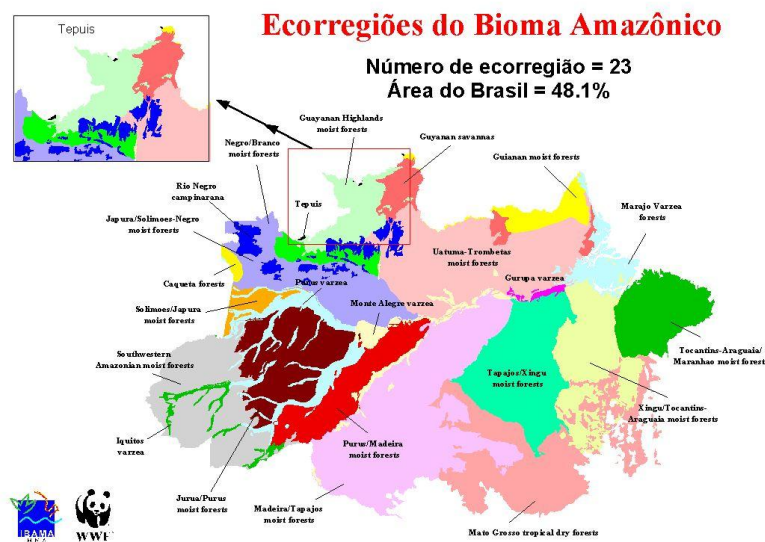 Tepuis
Ecorregiões do Bioma Amazônico
Número de ecorregião = 23
Área do Brasil = 48.1%
Guayanan Highlands
moist forests
Negro/Branco
moist forests
Guyanan savannas
Guianan moist forests
Rio Negro
campinarana
Tepuis
Marajo Varzea
forests
Japura/Solimoes-Negro
moist forests
Uatuma-Trombetas
moist forests
Caqueta forests
Purus varzea
Gurupa varzea
Monte Alegre varzea
Solimoes/Japura
moist forests
Southwestern
Amazonian moist forests
Tocantins-Araguaia/
Maranhao moist forest
Tapajos/Xingu
moist forests
Xingu/Tocantins-
Araguaia moist forests
Iquitos
varzea
Purus/Madeira
moist forests
Jurua/Purus
moist forests
Madeira/Tapajos
moist forests
Mato Grosso tropical dry forests
IBAMA
M M A
WWF